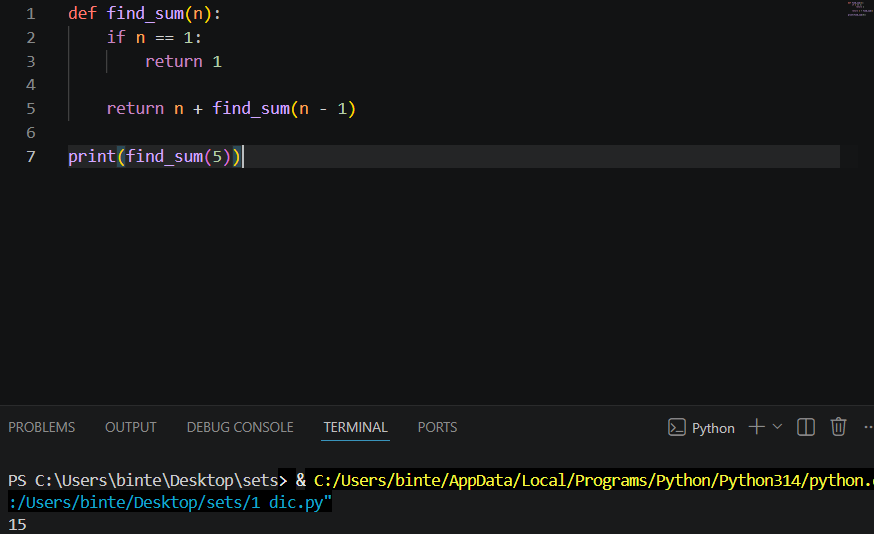 1 def find_sum(n):
2     if n == 1:
3         return 1
4
5     return n + find_sum(n - 1)
6
7 print(find_sum(5))
PROBLEMS OUTPUT DEBUG CONSOLE TERMINAL PORTS Python
PS C:\Users\binte\Desktop\sets> & C:/Users/binte/AppData/Local/Programs/Python/Python314/python.
:/Users/binte/Desktop/sets/1 dic.py"
15